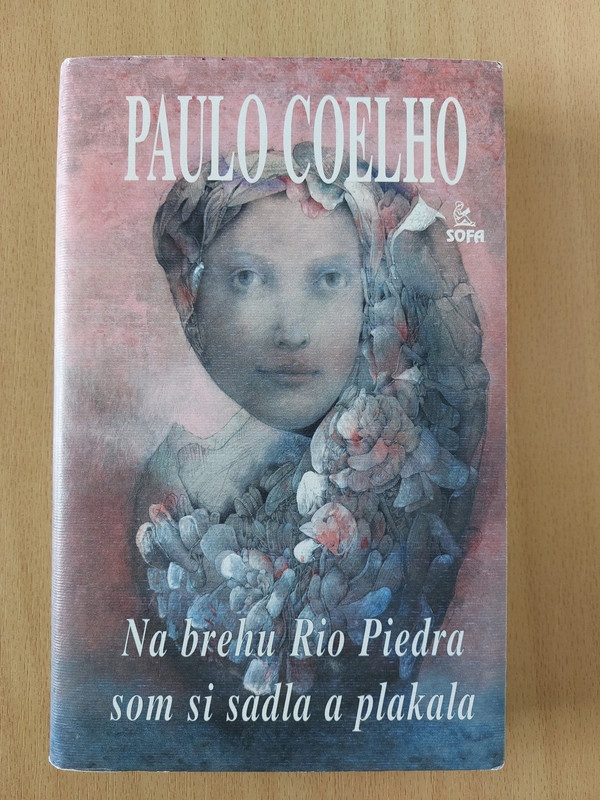 PAULO COELHO
SOFA
Na brehu Rio Piedra
som si sadla a plakala